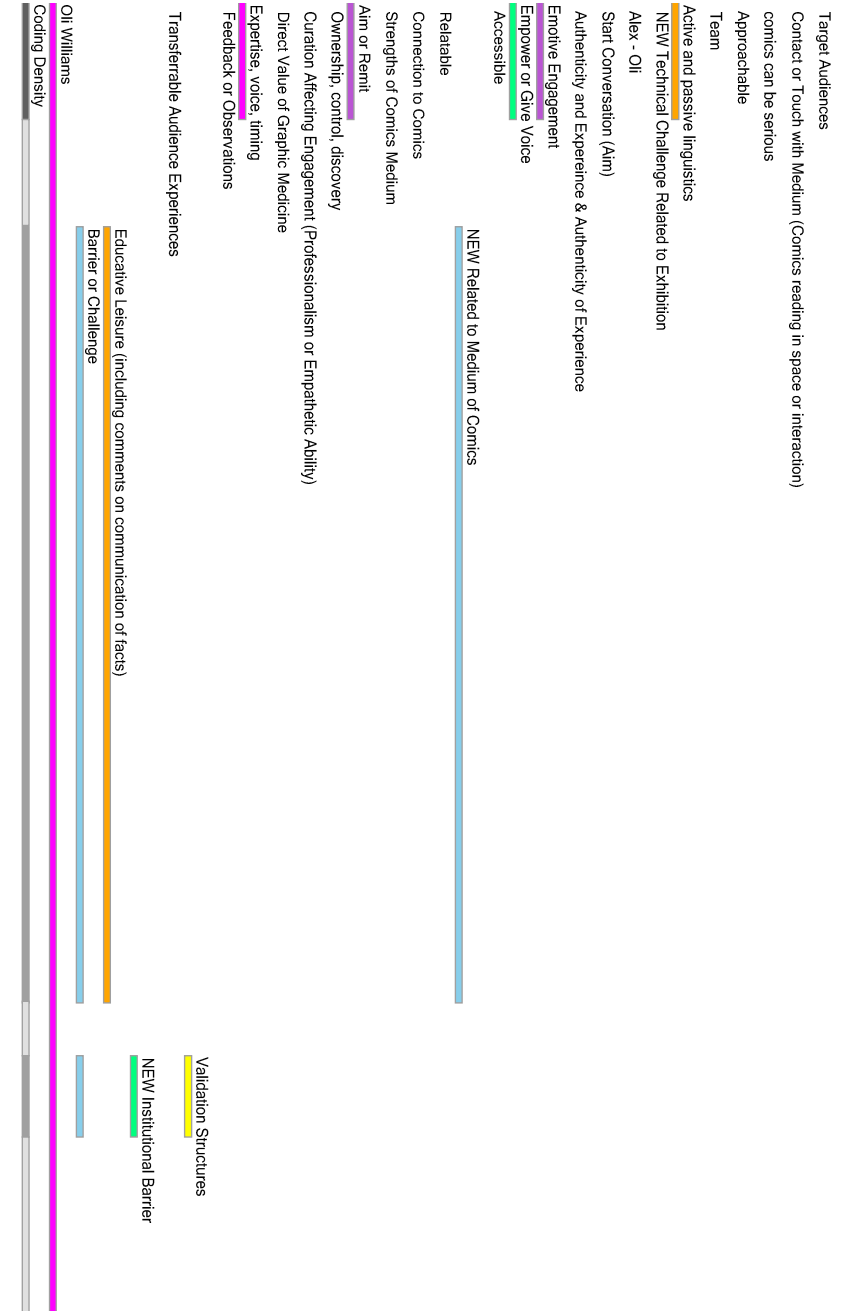 Target Audiences
Contact or Touch with Medium (Comics reading in space or interaction)
comics can be serious
Approachable
Team
Active and passive linguistics
NEW Technical Challenge Related to Exhibition
Alex - Oli
Start Conversation (Aim)
Authenticity and Expereince & Authenticity of Experience
Emotive Engagement
Empower or Give Voice
Accessible
NEW Related to Medium of Comics
Relatable
Connection to Comics
Strengths of Comics Medium
Aim or Remit
Ownership, control, discovery
Curation Affecting Engagement (Professionalism or Empathetic Ability)
Direct Value of Graphic Medicine
Expertise, voice, timing
Feedback or Observations
Validation Structures
Transferrable Audience Experiences
NEW Institutional Barrier
Educative Leisure (including comments on communication of facts)
Barrier or Challenge
Oli Williams
Coding Density